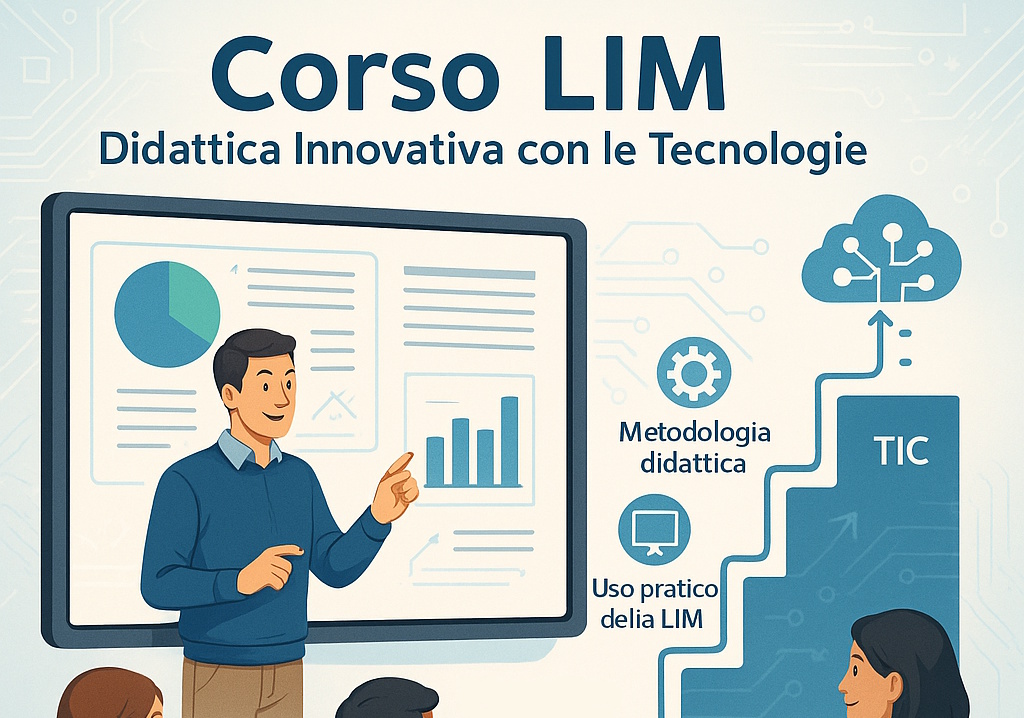 Corso LIM
Didattica Innovativa con le Tecnologie
Metodologia
didattica
TIC
Uso pratico
delia LIM